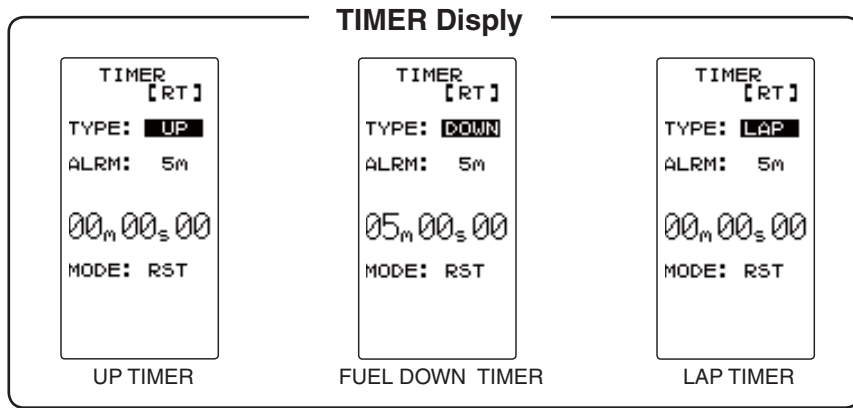 TIMER Disply
TIMER
[RT]
TYPE: UP
ALRM: 5m
00m00s00
MODE: RST
UP TIMER
TIMER
[RT]
TYPE: DOWN
ALRM: 5m
05m00s00
MODE: RST
FUEL DOWN TIMER
TIMER
[RT]
TYPE: LAP
ALRM: 5m
00m00s00
MODE: RST
LAP TIMER